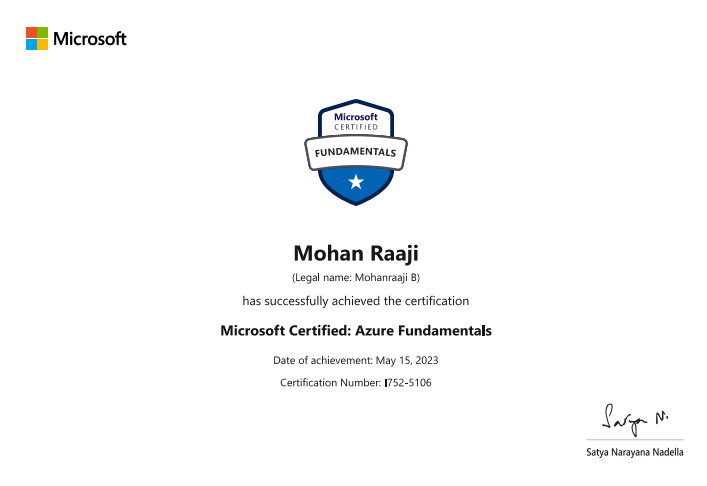 Microsoft
Microsoft
CERTIFIED
FUNDAMENTALS
Mohan Raaji
(Legal name: Mohanraaji B)
has successfully achieved the certification
Microsoft Certified: Azure Fundamentals
Date of achievement: May 15, 2023
Certification Number: I752-5106
Satya N.
Satya Narayana Nadella